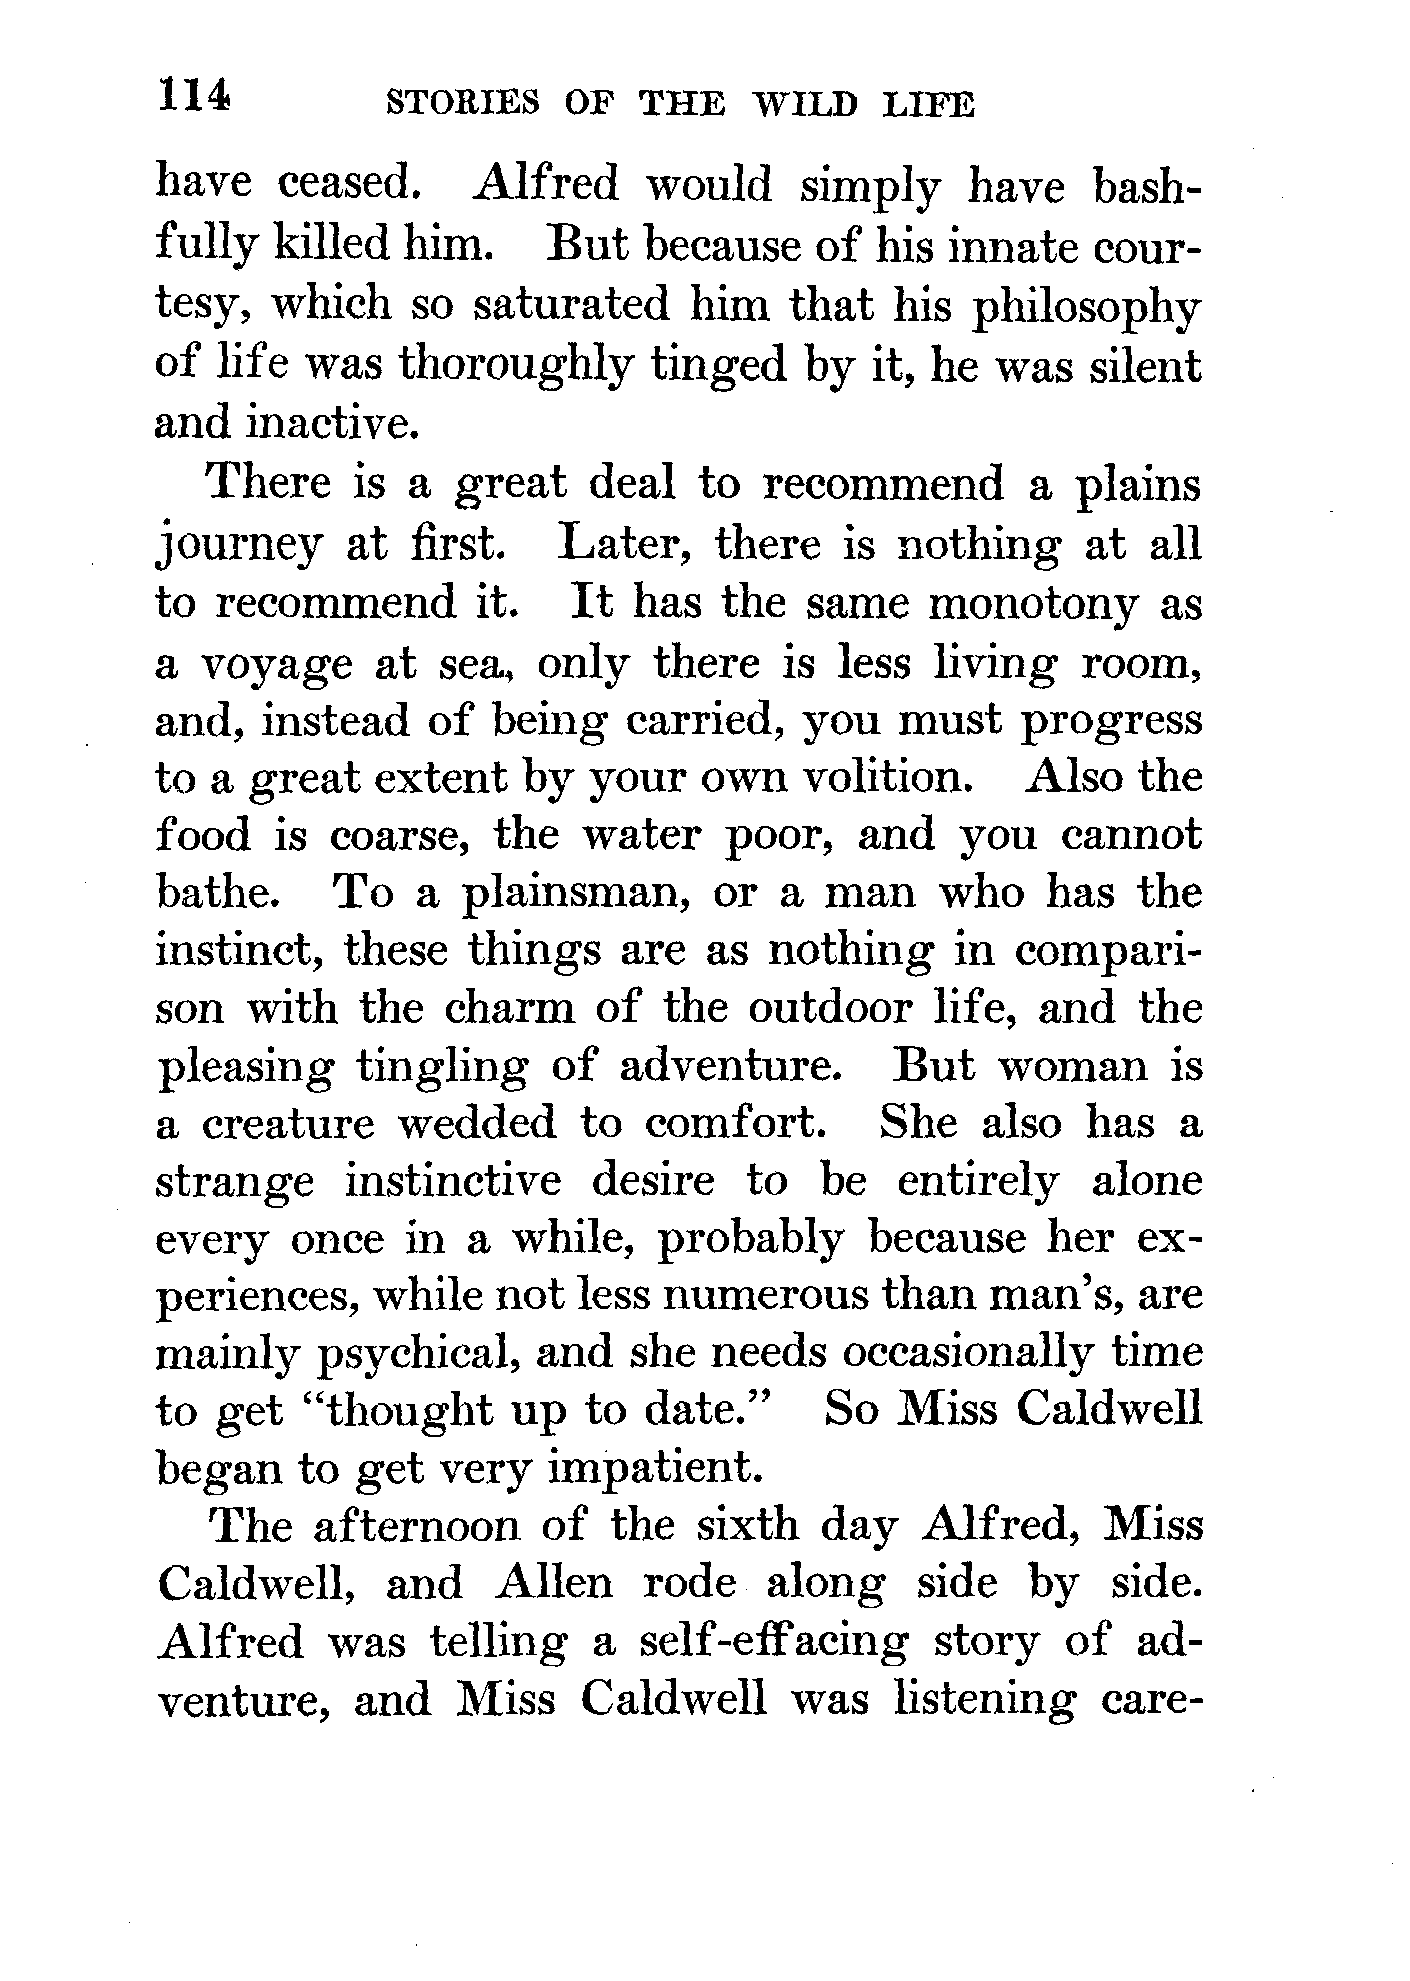 114 STORIES OF THE WILD LIFE
have ceased. Alfred would simply have bash-
fully killed him. But because of his innate cour-
tesy, which so saturated him that his philosophy
of life was thoroughly tinged by it, he was silent
and inactive.
There is a great deal to recommend a plains
journey at first. Later, there is nothing at all
to recommend it. It has the same monotony as
a voyage at sea, only there is less living room,
and, instead of being carried, you must progress
to a great extent by your own volition. Also the
food is coarse, the water poor, and you cannot
bathe. To a plainsman, or a man who has the
instinct, these things are as nothing in compari-
son with the charm of the outdoor life, and the
pleasing tingling of adventure. But woman is
a creature wedded to comfort. She also has a
strange instinctive desire to be entirely alone
every once in a while, probably because her ex-
periences, while not less numerous than man's, are
mainly psychical, and she needs occasionally time
to get "thought up to date." So Miss Caldwell
began to get very impatient.
The afternoon of the sixth day Alfred, Miss
Caldwell, and Allen rode along side by side.
Alfred was telling a self-effacing story of ad-
venture, and Miss Caldwell was listening care-